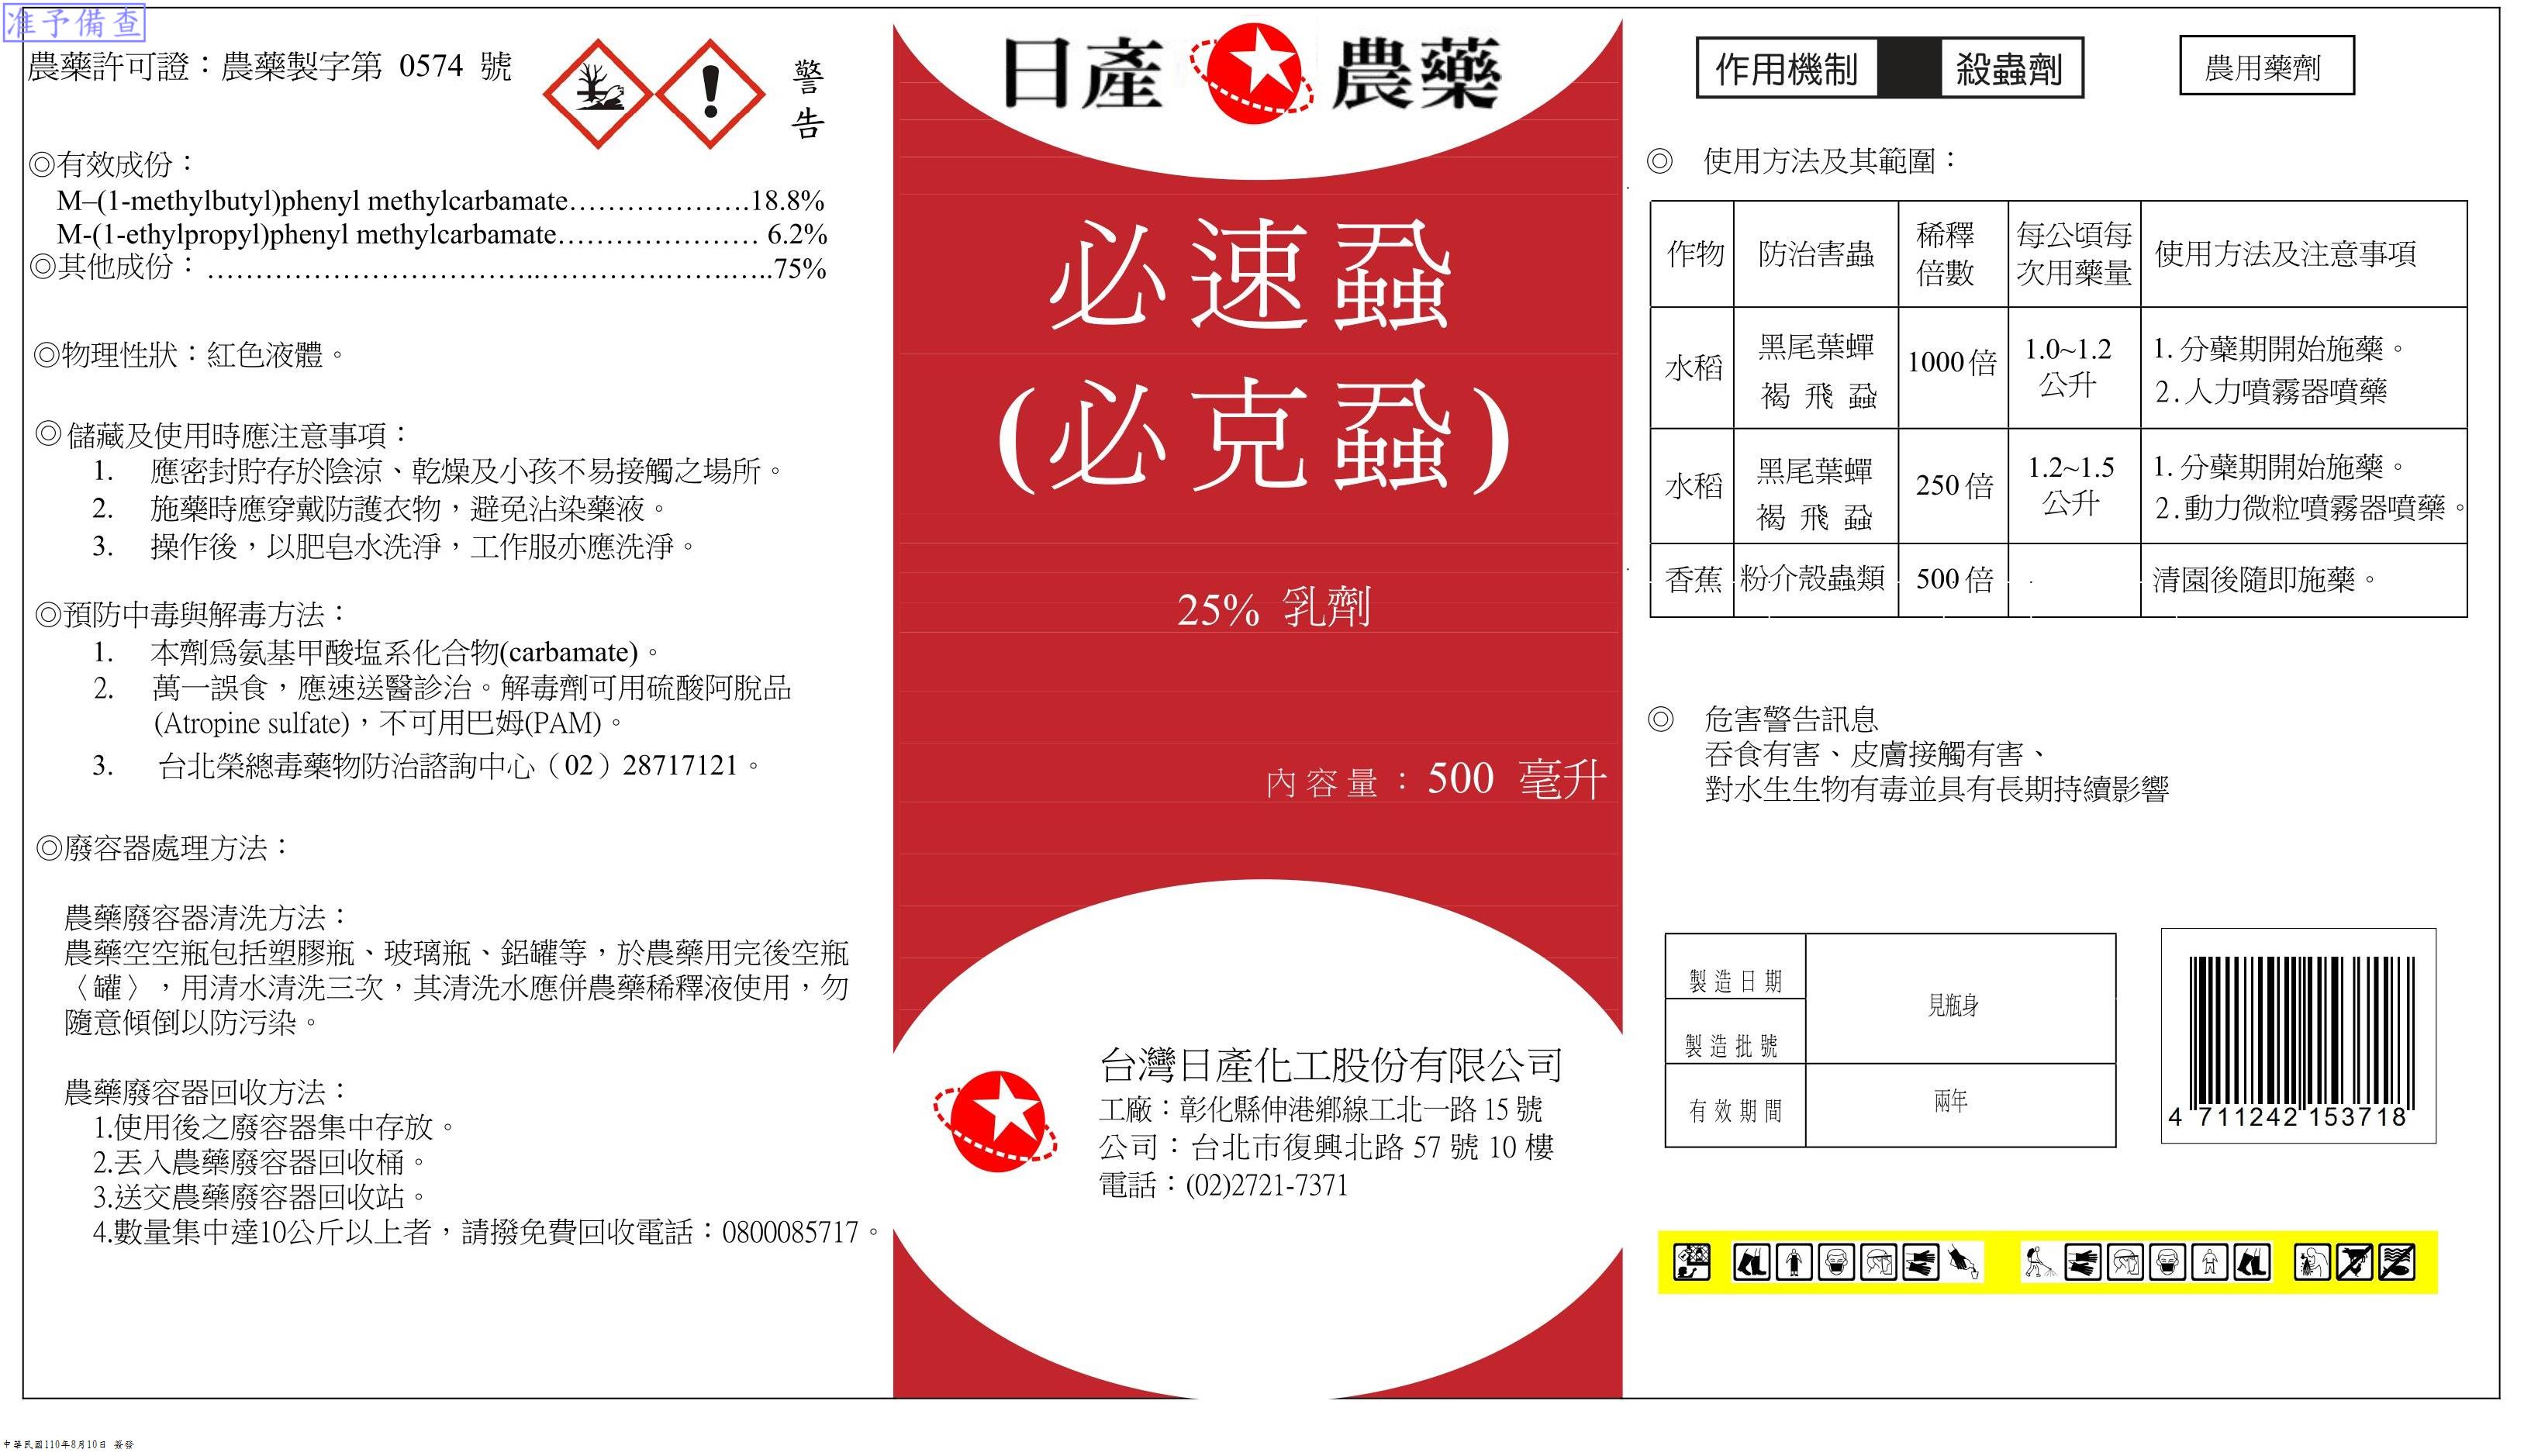 准予備查
農藥許可證：農藥製字第 0574 號
警
告
◎有效成份：
M–(1-methylbutyl)phenyl methylcarbamate……………….18.8%
M-(1-ethylpropyl)phenyl methylcarbamate………………… 6.2%
◎其他成份：……………………………..………….…….…..75%
◎物理性狀：紅色液體。
◎儲藏及使用時應注意事項：
1. 應密封貯存於陰涼、乾燥及小孩不易接觸之場所。
2. 施藥時應穿戴防護衣物，避免沾染藥液。
3. 操作後，以肥皂水洗淨，工作服亦應洗淨。
◎預防中毒與解毒方法：
1. 本劑為氨基甲酸塩系化合物(carbamate)。
2. 萬一誤食，應速送醫診治。解毒劑可用硫酸阿脫品
(Atropine sulfate)，不可用巴姆(PAM)。
3. 台北榮總毒藥物防治諮詢中心（02）28717121。
◎廢容器處理方法：
農藥廢容器清洗方法：
農藥空空瓶包括塑膠瓶、玻璃瓶、鋁罐等，於農藥用完後空瓶
〈罐〉，用清水清洗三次，其清洗水應併農藥稀釋液使用，勿
隨意傾倒以防污染。
農藥廢容器回收方法：
1.使用後之廢容器集中存放。
2.丟入農藥廢容器回收桶。
3.送交農藥廢容器回收站。
4.數量集中達10公斤以上者，請撥免費回收電話：0800085717。
日產 農藥
必速蝨
(必克蝨)
25% 乳劑
內容量：500 毫升
台灣日產化工股份有限公司
工廠：彰化縣伸港鄉線工北一路 15 號
公司：台北市復興北路 57 號 10 樓
電話：(02)2721-7371
作用機制 殺蟲劑
農用藥劑
◎ 使用方法及其範圍：
作物 防治害蟲 稀釋倍數 每公頃每次用藥量 使用方法及注意事項
水稻 黑尾葉蟬 褐飛蝨 1000倍 1.0~1.2公升 1. 分蘗期開始施藥。
2.人力噴霧器噴藥
水稻 黑尾葉蟬 褐飛蝨 250倍 1.2~1.5公升 1. 分蘗期開始施藥。
2.動力微粒噴霧器噴藥。
香蕉 粉介殼蟲類 500倍 清園後隨即施藥。
◎ 危害警告訊息
吞食有害、皮膚接觸有害、
對水生生物有毒並具有長期持續影響
製造日期
製造批號
見瓶身
有效期間 兩年
4 711242 153718
中華民國110年8月10日 簽發